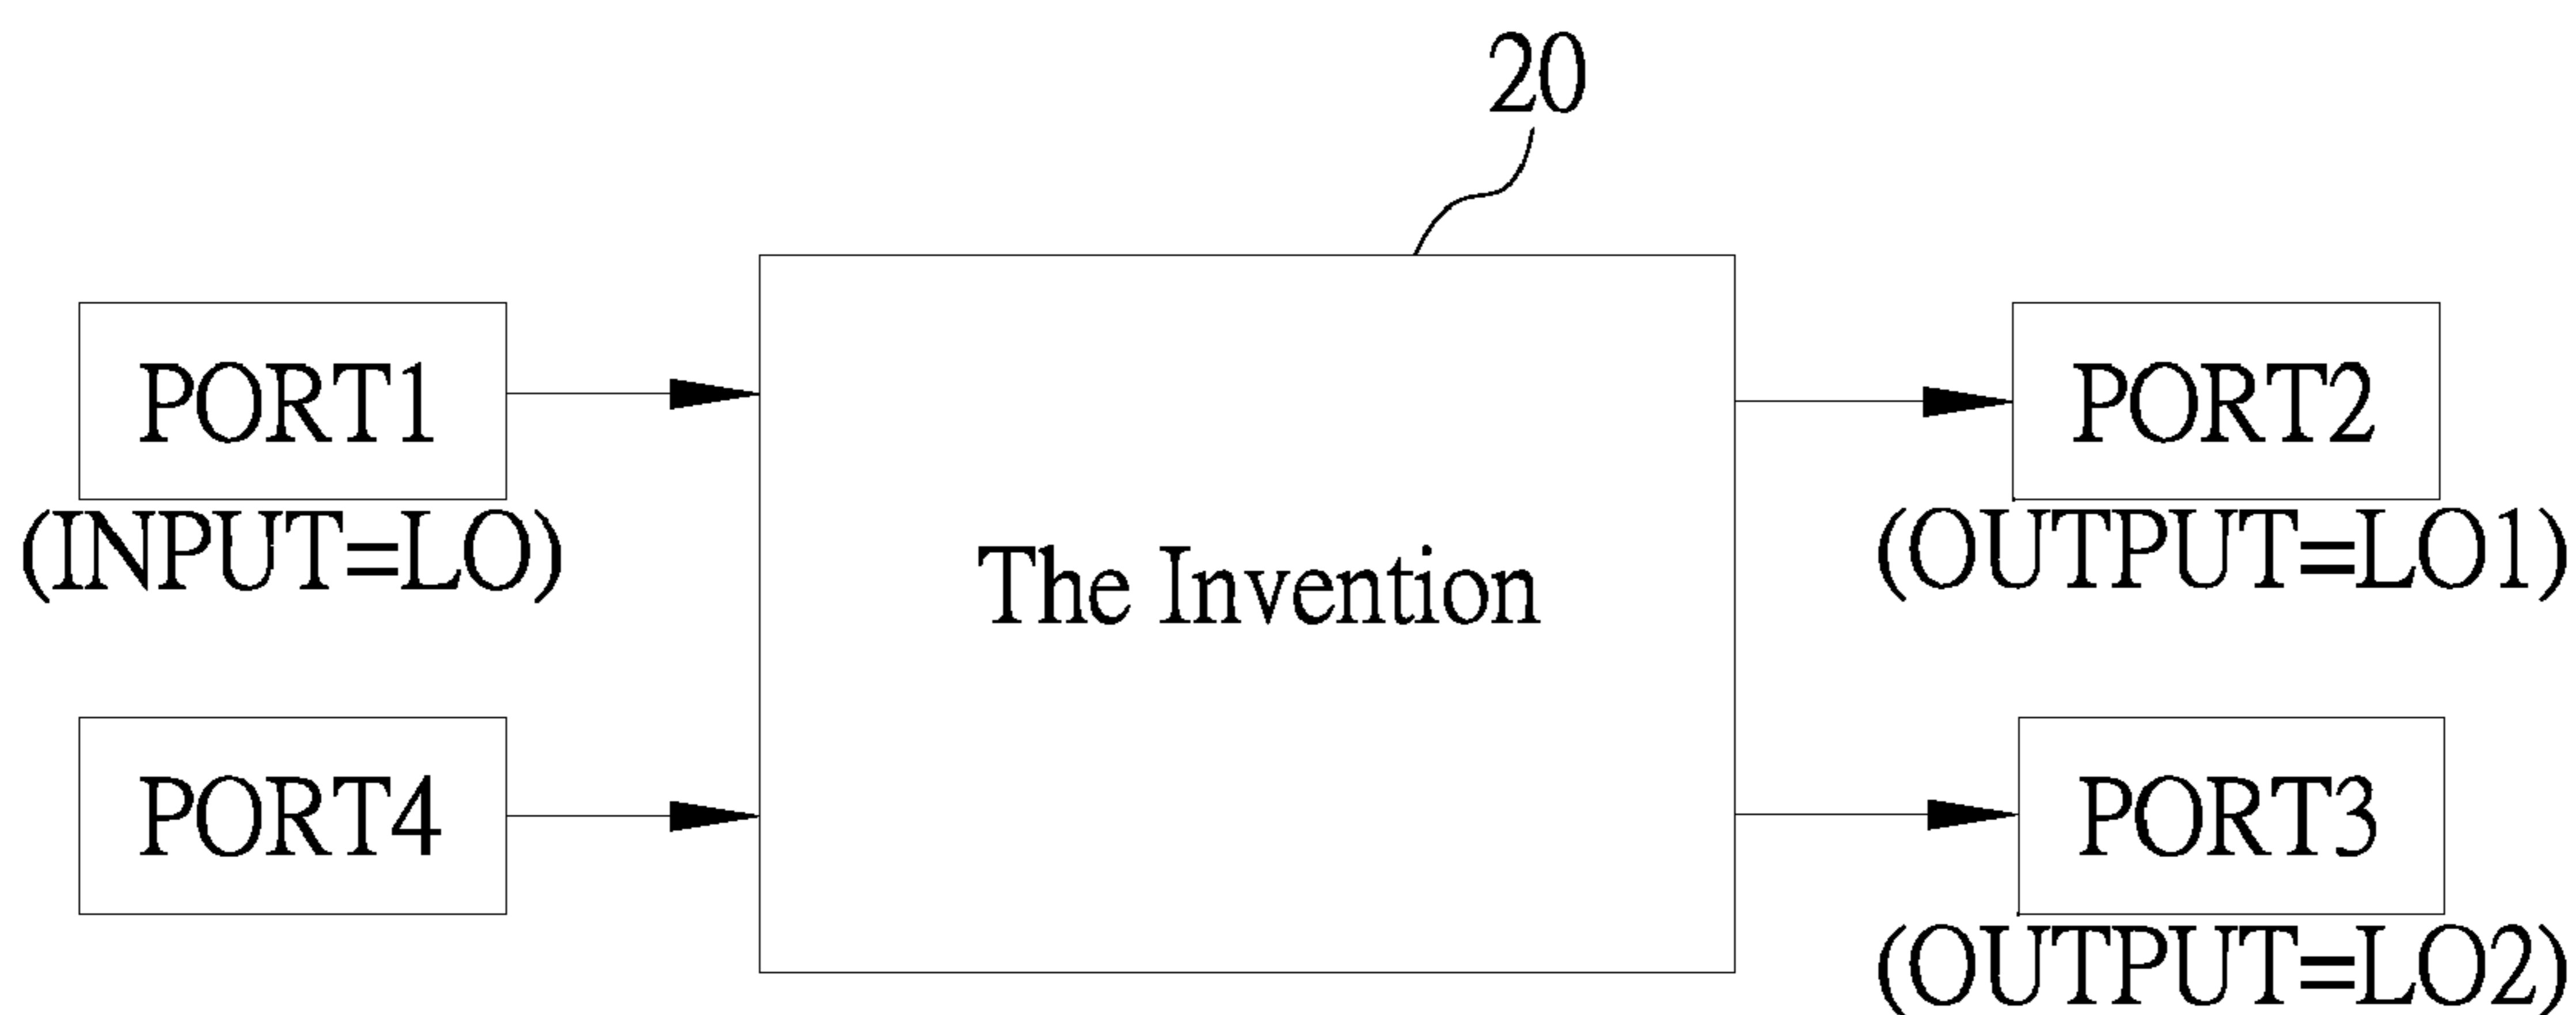 20
PORT1
(INPUT=LO)
PORT4
The Invention
PORT2
(OUTPUT=LO1)
PORT3
(OUTPUT=LO2)